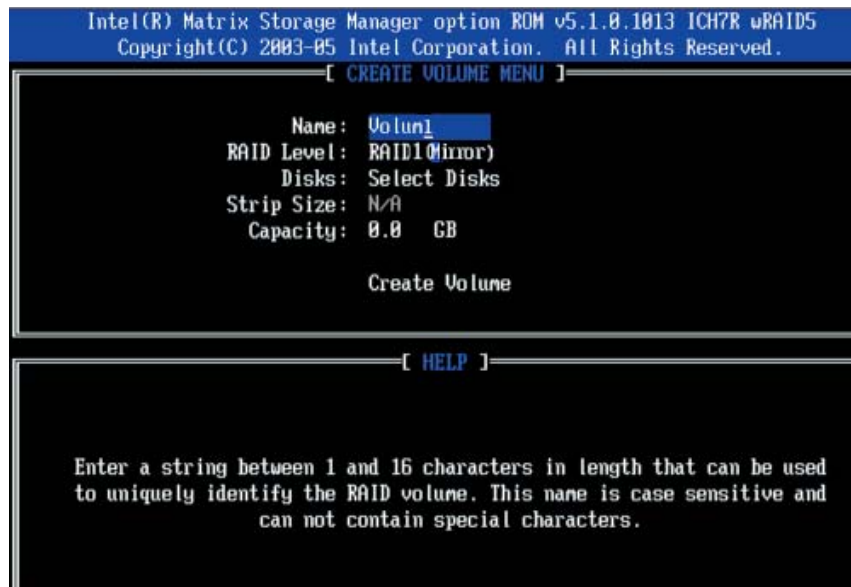 Intel(R) Matrix Storage Manager option ROM v5.1.0.1013 ICH7R wRAID5
Copyright(C) 2003-05 Intel Corporation. All Rights Reserved.
[ CREATE VOLUME MENU ]
Name: Volum1
RAID Level: RAID1(Mirror)
Disks: Select Disks
Strip Size: N/A
Capacity: 0.0 GB
Create Volume
[ HELP ]
Enter a string between 1 and 16 characters in length that can be used
to uniquely identify the RAID volume. This name is case sensitive and
can not contain special characters.